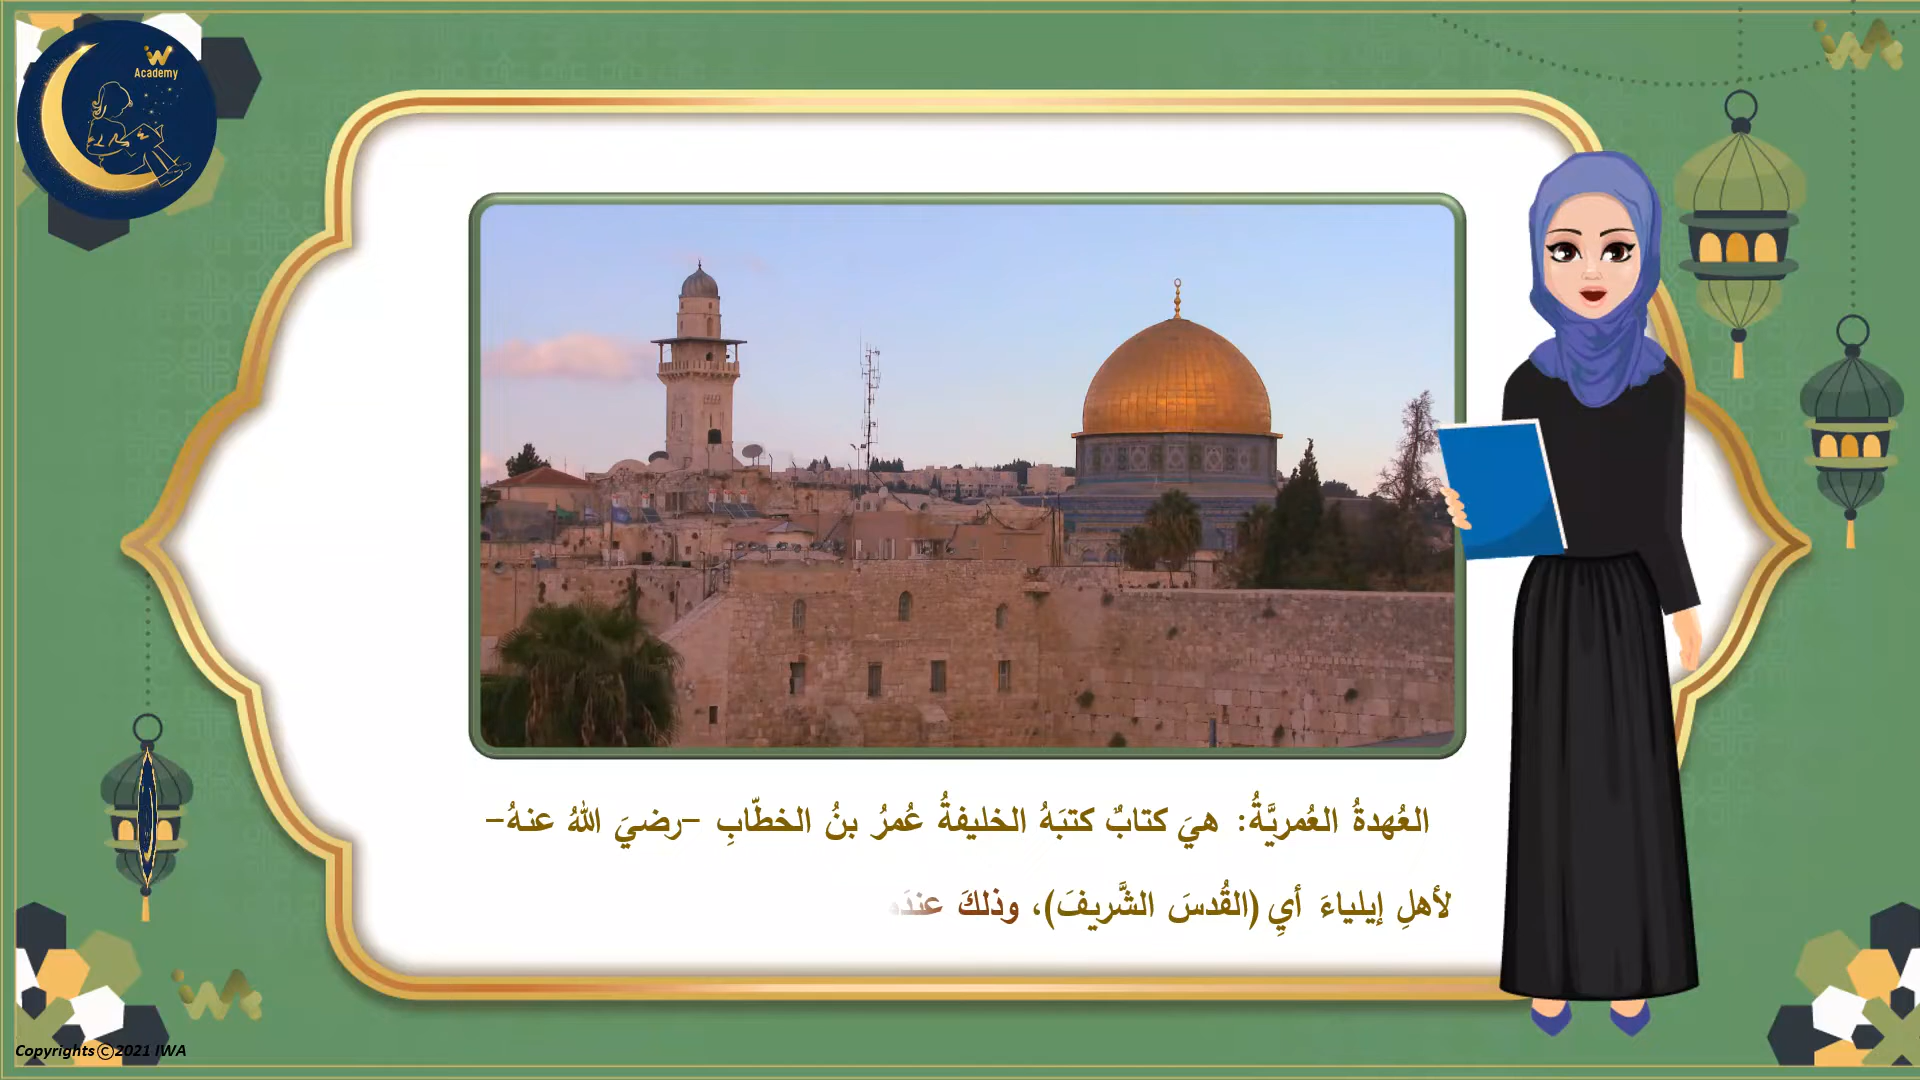 Academy
العُهدةُ العُمريَّةُ: هيَ كتابٌ كتبَهُ الخليفةُ عُمرُ بنُ الخطّابِ -رضيَ اللهُ عنهُ-
لأهلِ إيلياءَ أيِ (القُدسَ الشَّريفَ)، وذلكَ
Copyrights©2021 IWA